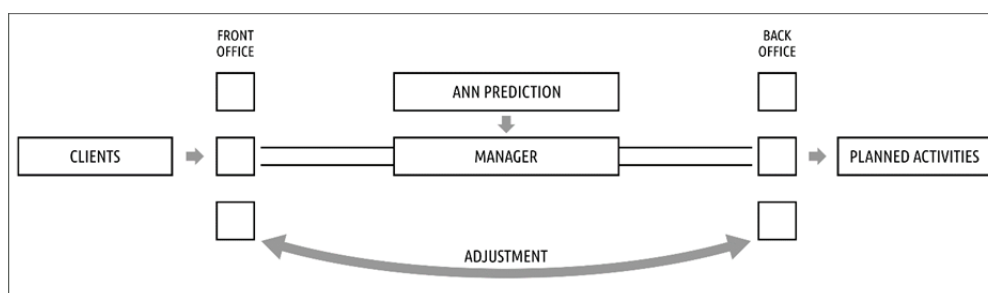 FRONT
OFFICE
BACK
OFFICE
ANN PREDICTION
CLIENTS
MANAGER
PLANNED ACTIVITIES
ADJUSTMENT